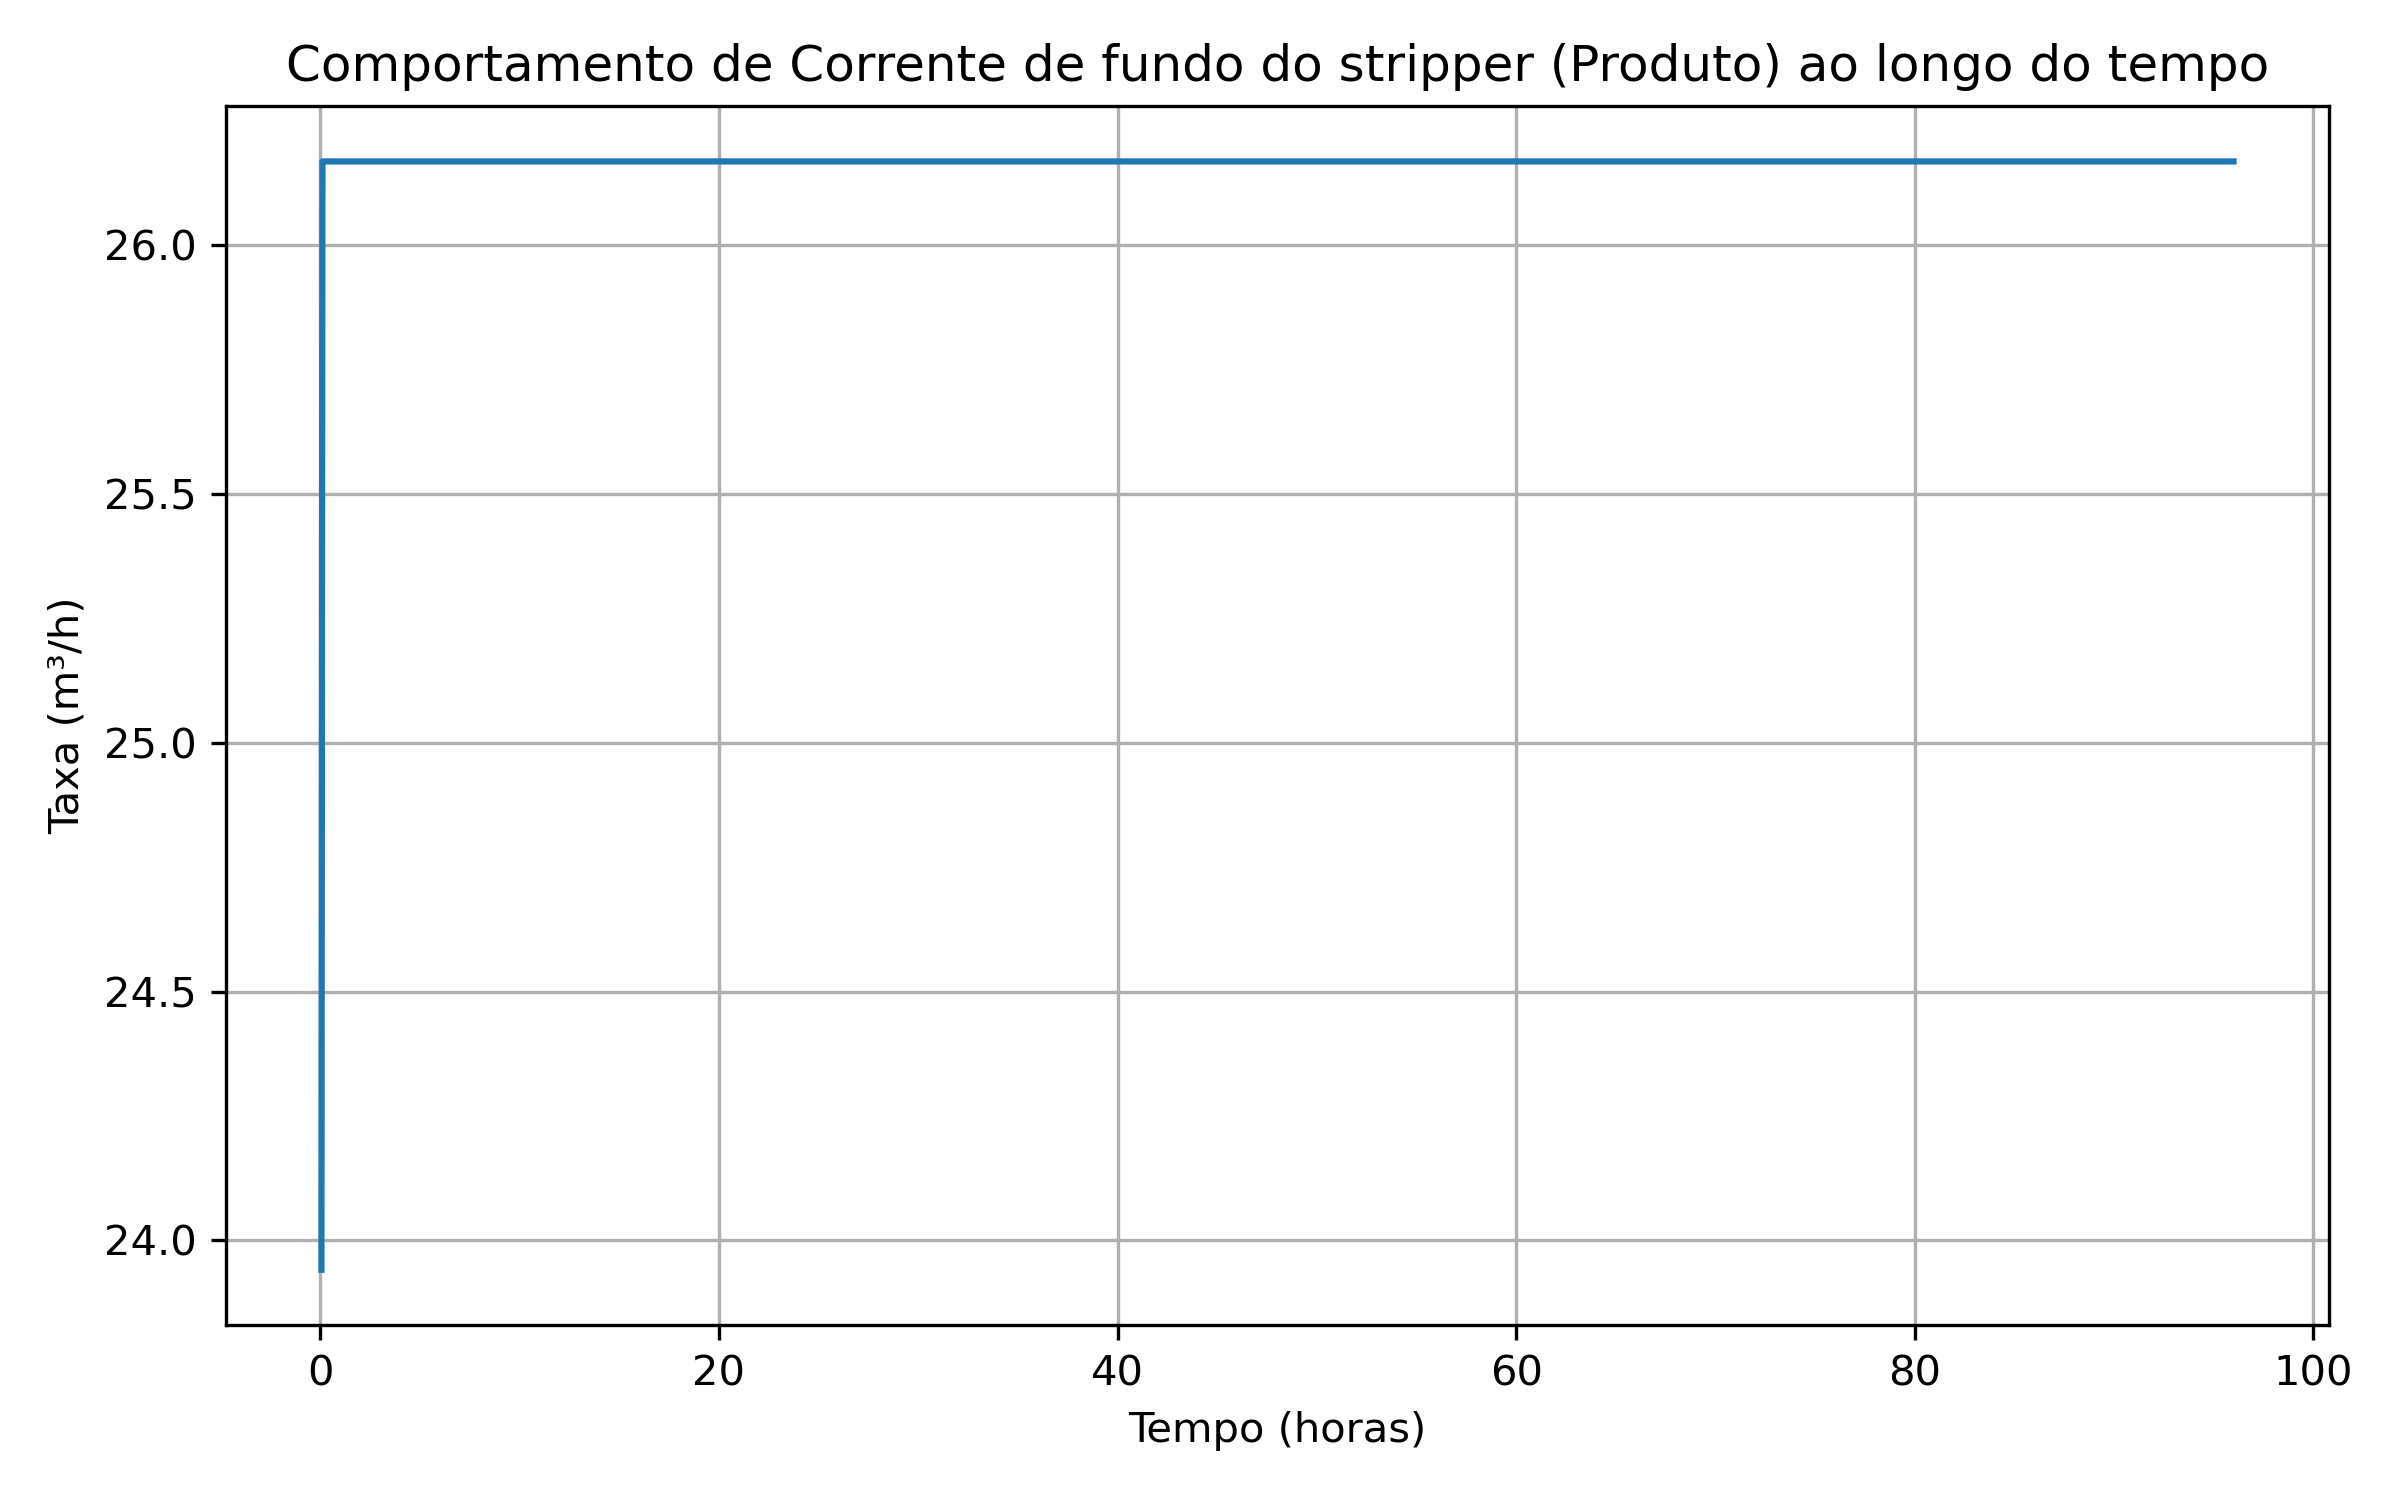 Comportamento de Corrente de fundo do stripper (Produto) ao longo do tempo
Taxa (m³/h)
26.0
25.5
25.0
24.5
24.0
0 20 40 60 80 100
Tempo (horas)